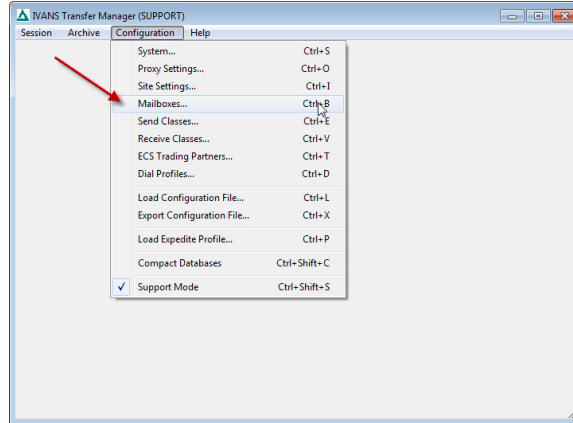 IVANS Transfer Manager (SUPPORT)
Session Archive Configuration Help
System... Ctrl+S
Proxy Settings... Ctrl+O
Site Settings... Ctrl+I
Mailboxes... Ctrl+B
Send Classes... Ctrl+E
Receive Classes... Ctrl+V
ECS Trading Partners... Ctrl+T
Dial Profiles... Ctrl+D
Load Configuration File... Ctrl+L
Export Configuration File... Ctrl+X
Load Expedite Profile... Ctrl+P
Compact Databases Ctrl+Shift+C
Support Mode Ctrl+Shift+S